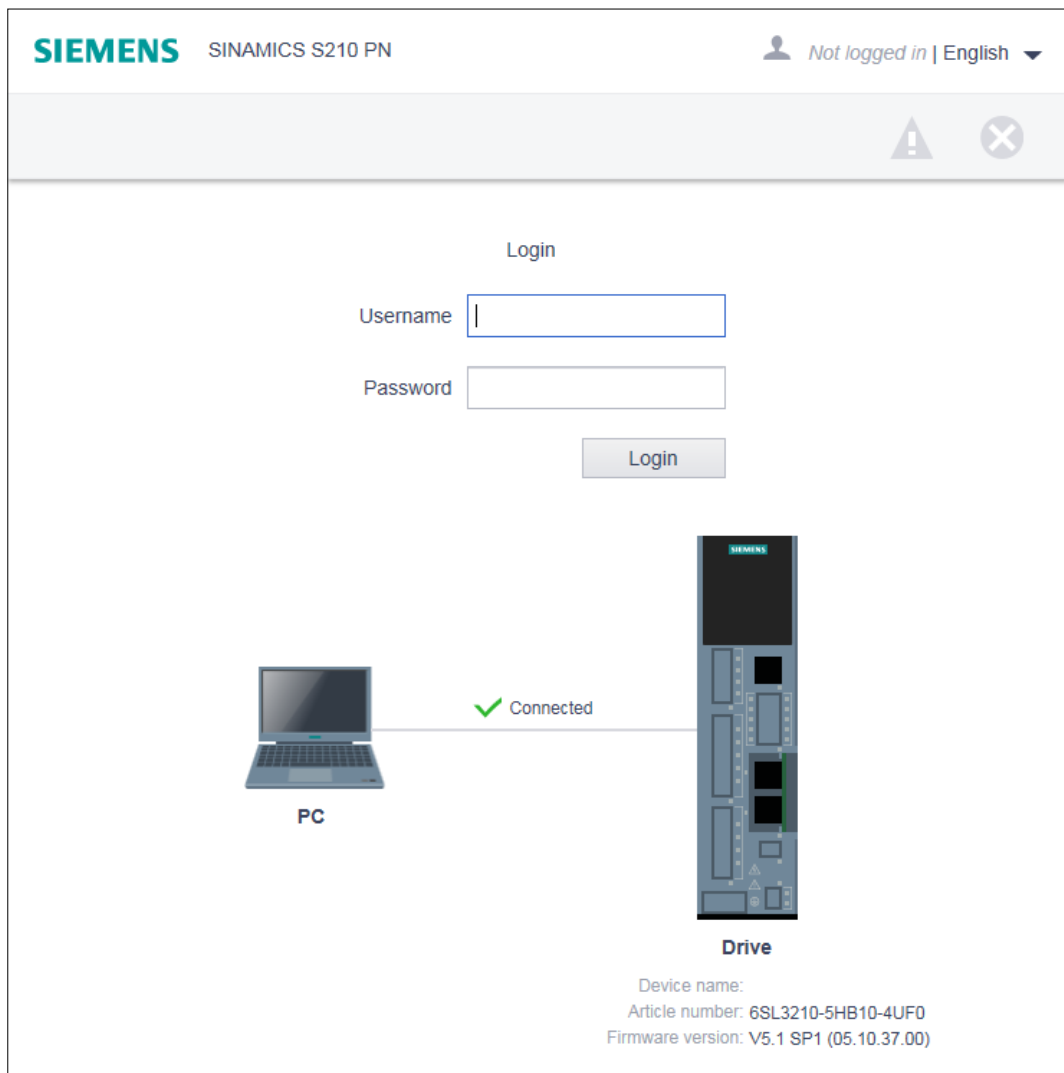 SIEMENS SINAMICS S210 PN Not logged in | English
Login
Username
Password
Login
SIEMENS
Connected
PC
Drive
Device name:
Article number: 6SL3210-5HB10-4UF0
Firmware version: V5.1 SP1 (05.10.37.00)